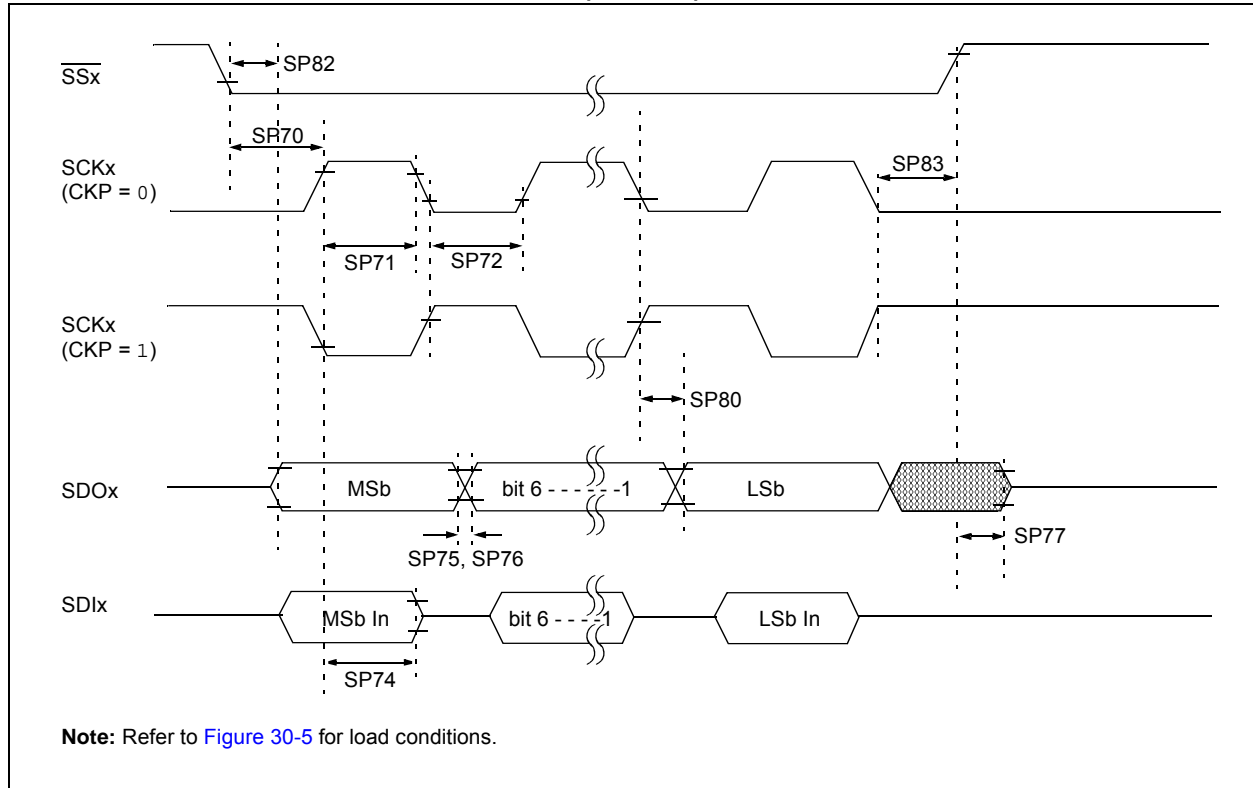 SSx
SP82
SP70
SCKx
(CKP = 0)
SP83
SP71
SP72
SCKx
(CKP = 1)
SP80
SDOx
MSb
bit 6 - - - - - -1
LSb
SP75, SP76
SP77
SDIx
MSb In
bit 6 - - - -1
LSb In
SP74
Note: Refer to Figure 30-5 for load conditions.